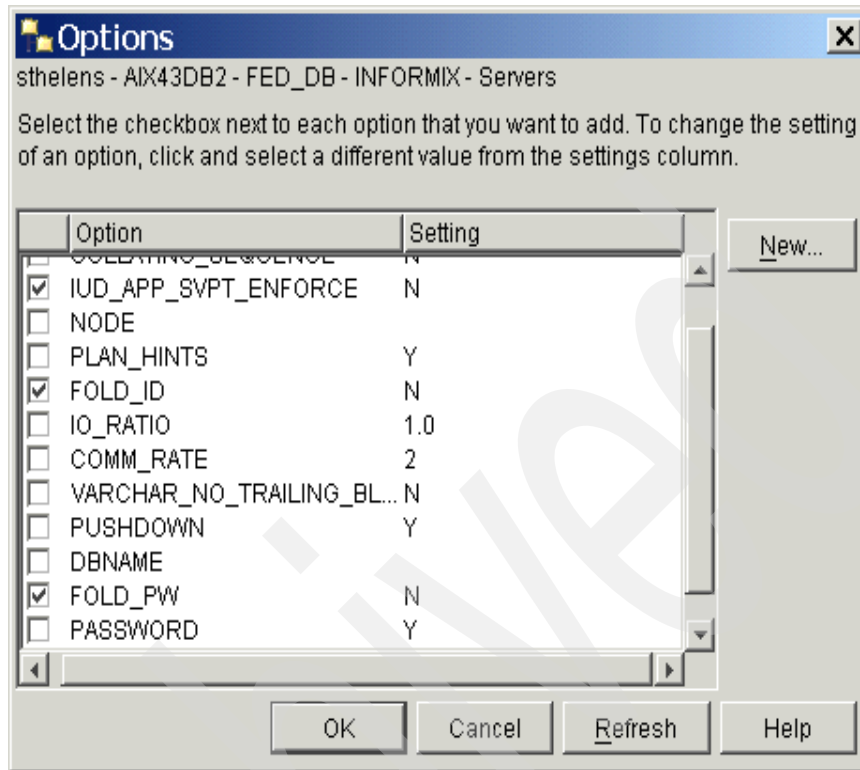 Options
sthelens - AIX43DB2 - FED_DB - INFORMIX - Servers
Select the checkbox next to each option that you want to add. To change the setting
of an option, click and select a different value from the settings column.
Option Setting
New...
IUD_APP_SVPT_ENFORCE N
NODE
PLAN_HINTS Y
FOLD_ID N
IO_RATIO 1.0
COMM_RATE 2
VARCHAR_NO_TRAILING_BL... N
PUSHDOWN Y
DBNAME
FOLD_PW N
PASSWORD Y
OK Cancel Refresh Help